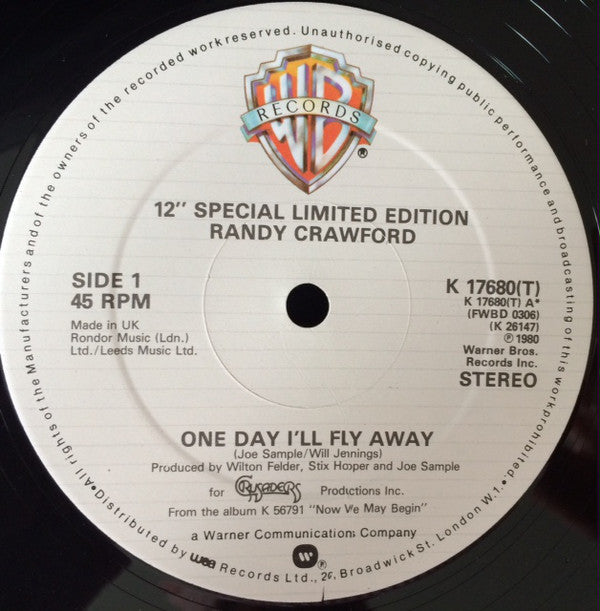 All rights of the Manufacturers and of the owners of the recorded work reserved. Unauthorised copying public performance and broadcasting of this work prohibited.
WB
RECORDS
®
12" SPECIAL LIMITED EDITION
RANDY CRAWFORD
SIDE 1
45 RPM
Made in UK
Rondor Music (Ldn.)
Ltd./Leeds Music Ltd.
K 17680(T)
K 17680(T) A*
(FWBD 0306)
(K 26147)
℗ 1980
Warner Bros.
Records Inc.
STEREO
ONE DAY I'LL FLY AWAY
(Joe Sample/Will Jennings)
Produced by Wilton Felder, Stix Hoper and Joe Sample
for CRUSADERS Productions Inc.
From the album K 56791 "Now We May Begin"
a Warner Communications Company
®
•Distributed by wea Records Ltd., 20, Broadwick St. London W.1.•